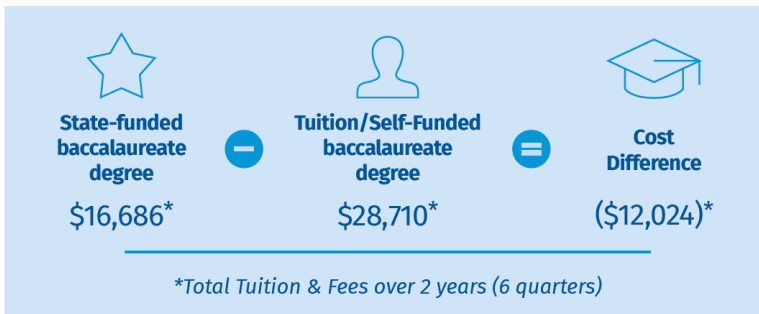 State-funded
baccalaureate
degree
$16,686*
Tuition/Self-Funded
baccalaureate
degree
$28,710*
Cost
Difference
($12,024)*
*Total Tuition & Fees over 2 years (6 quarters)